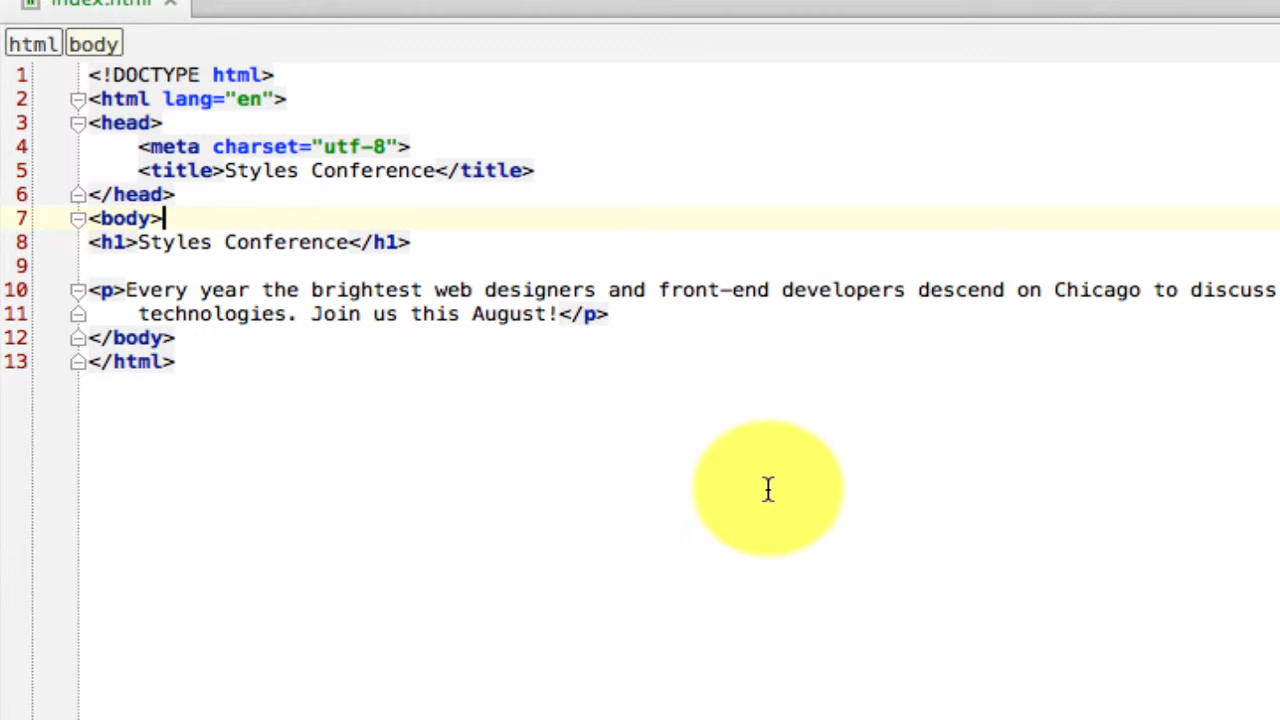 index.html
html body
1 <!DOCTYPE html>
2 <html lang="en">
3 <head>
4     <meta charset="utf-8">
5     <title>Styles Conference</title>
6 </head>
7 <body>
8 <h1>Styles Conference</h1>
9
10 <p>Every year the brightest web designers and front-end developers descend on Chicago to discuss
11     technologies. Join us this August!</p>
12 </body>
13 </html>